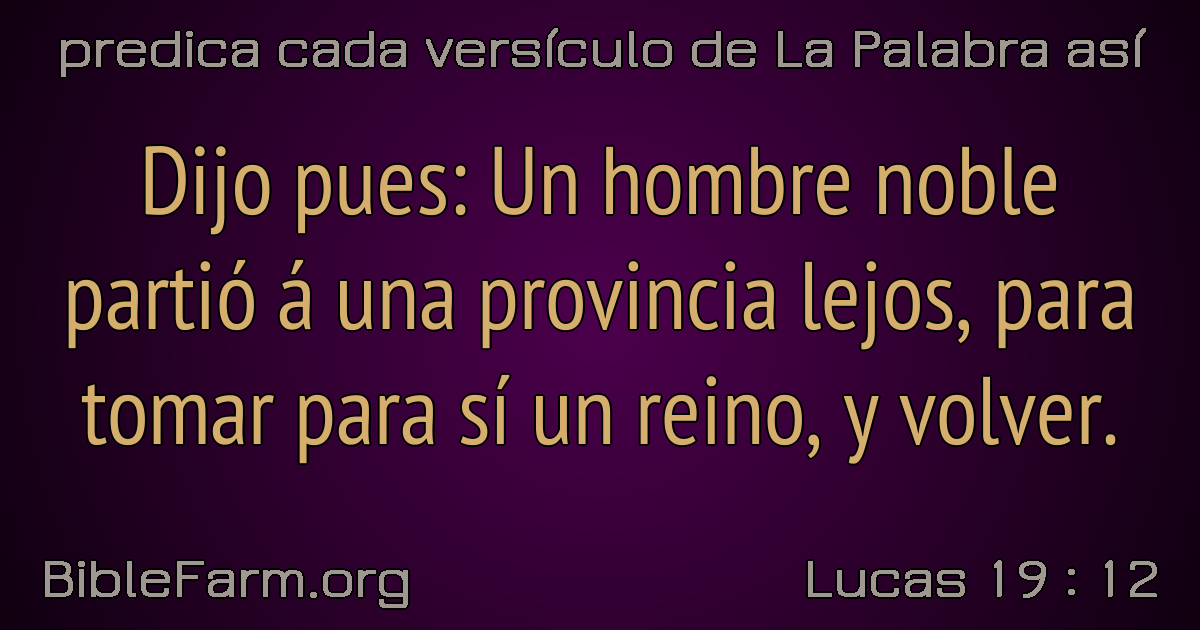 predica cada versículo de La Palabra así
Dijo pues: Un hombre noble
partió á una provincia lejos, para
tomar para sí un reino, y volver.
BibleFarm.org
Lucas 19 : 12